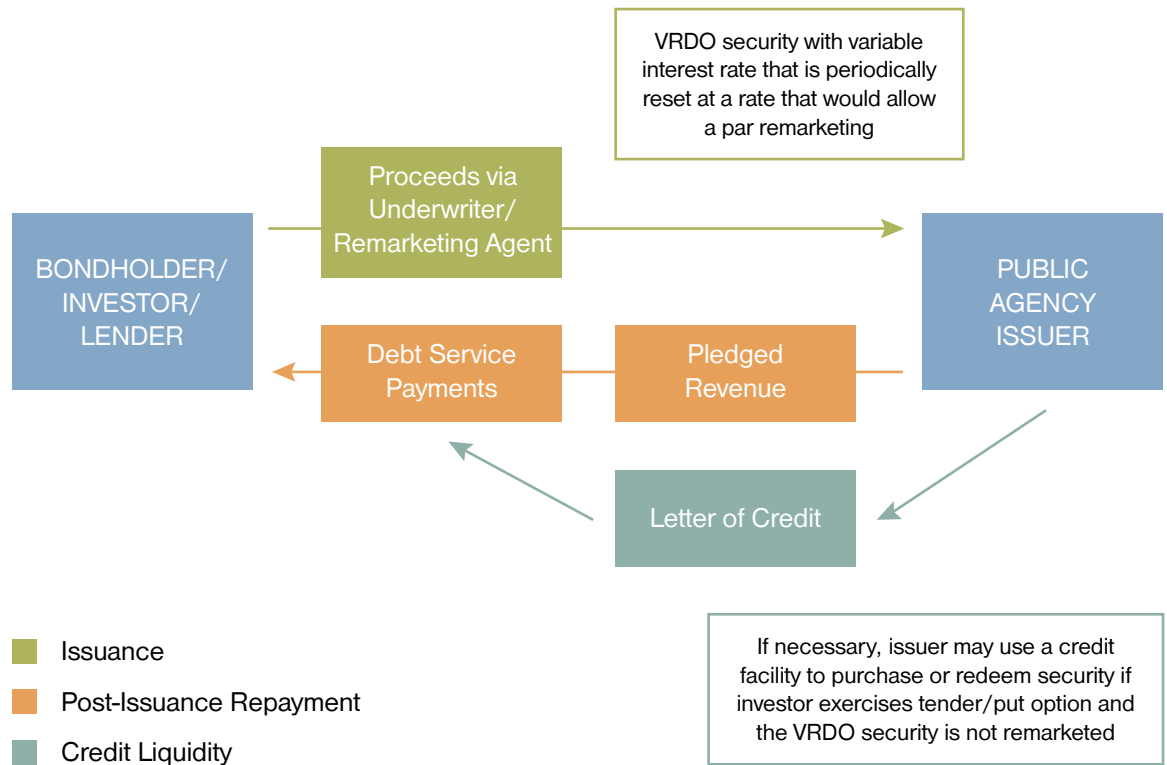 VRDO security with variable
interest rate that is periodically
reset at a rate that would allow
a par remarketing
Proceeds via
Underwriter/
Remarketing Agent
BONDHOLDER/
INVESTOR/
LENDER
PUBLIC
AGENCY
ISSUER
Debt Service
Payments
Pledged
Revenue
Letter of Credit
Issuance
Post-Issuance Repayment
Credit Liquidity
If necessary, issuer may use a credit
facility to purchase or redeem security if
investor exercises tender/put option and
the VRDO security is not remarketed